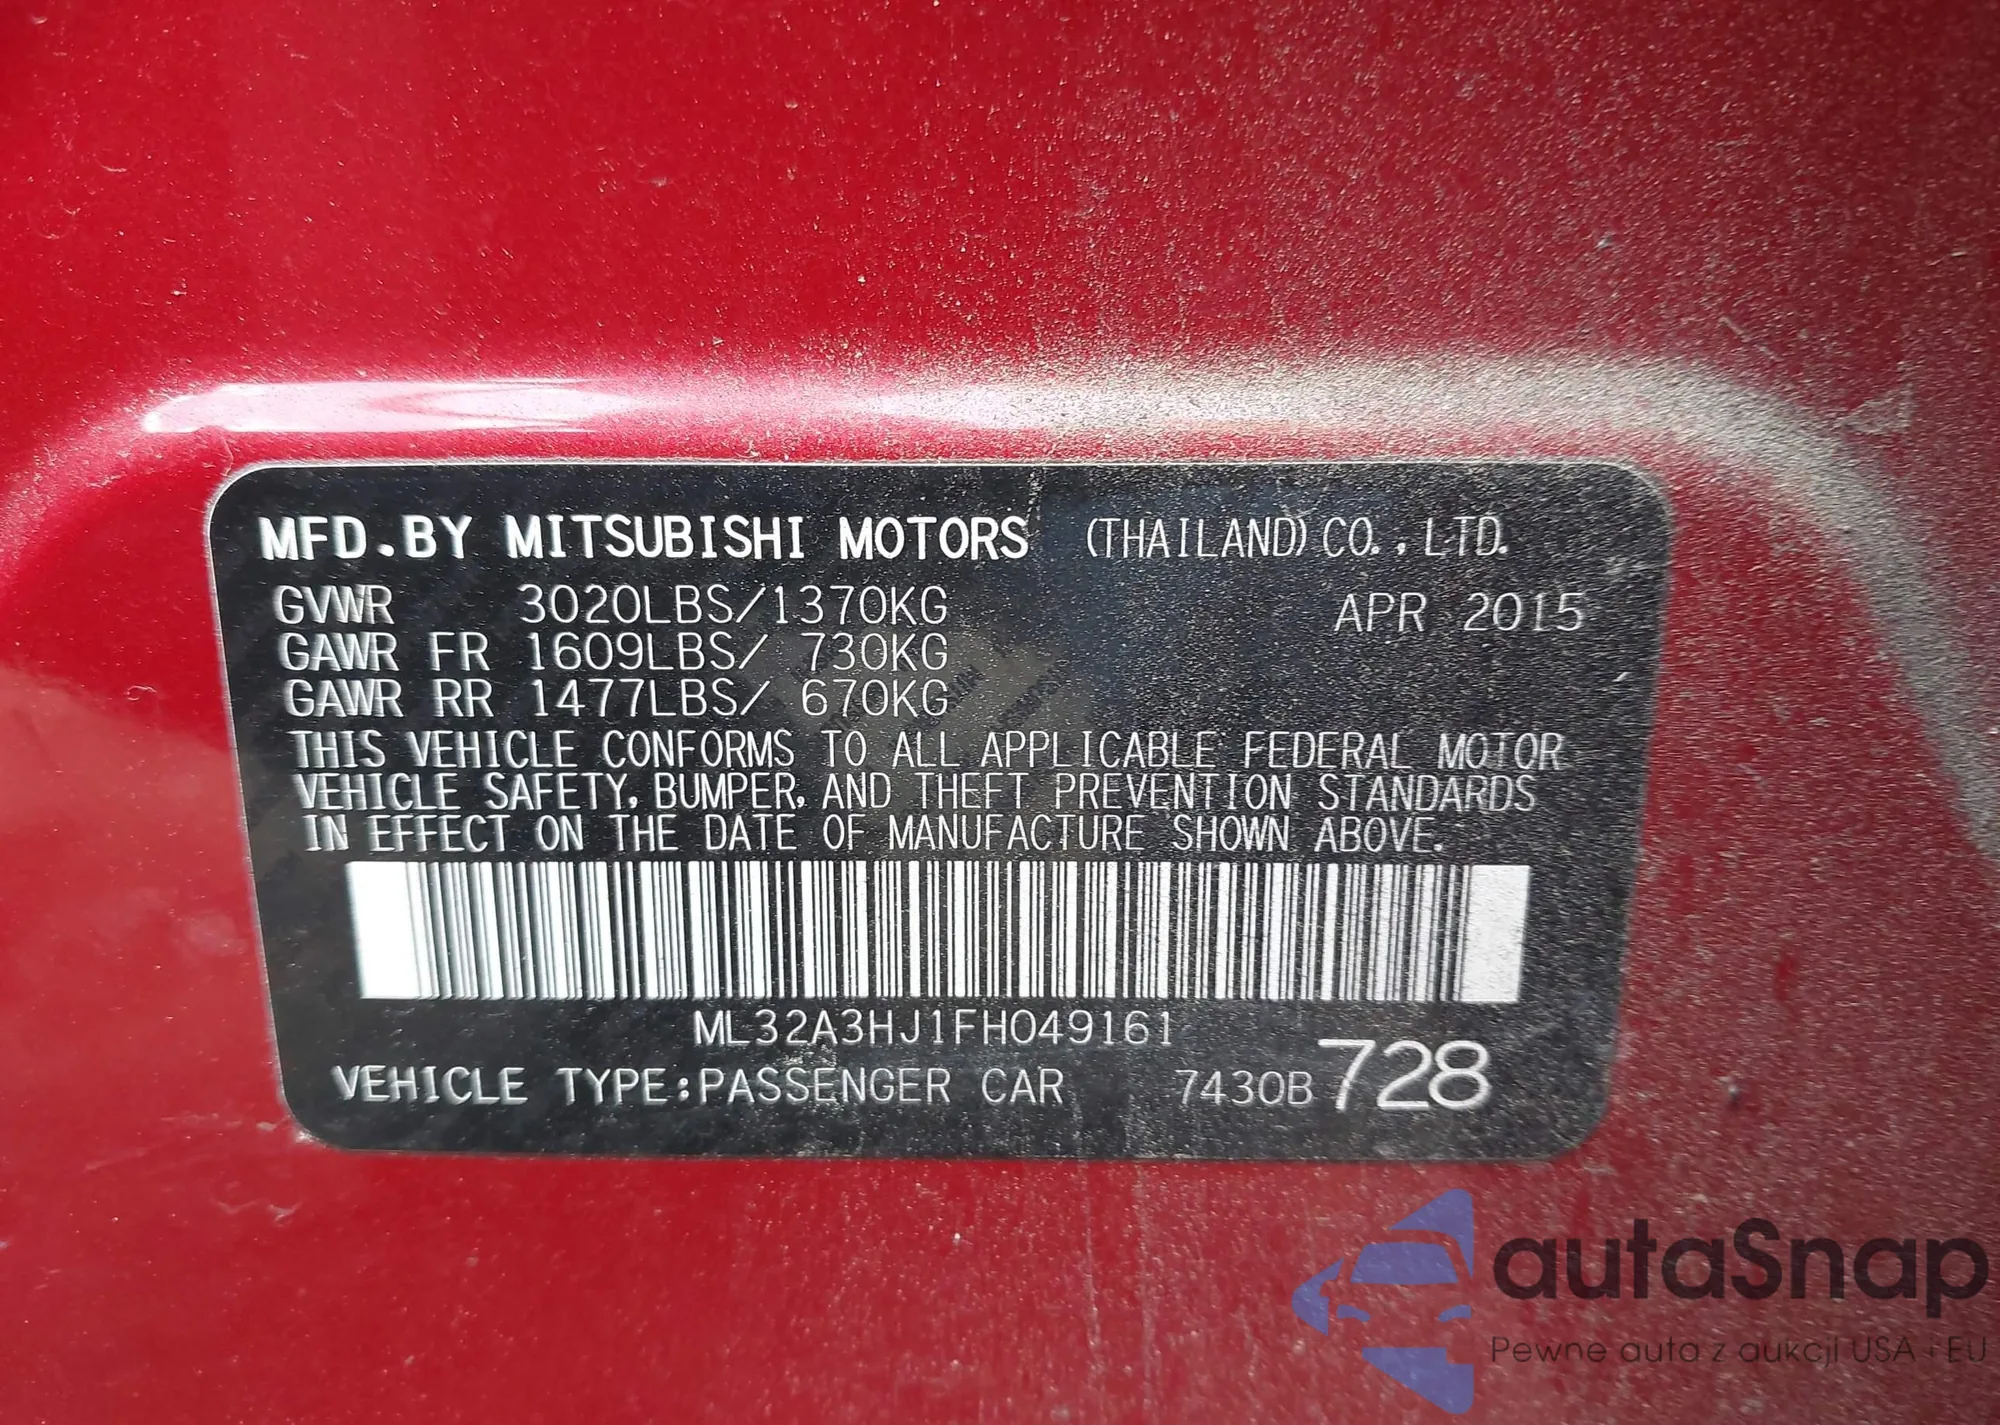 MFD.BY MITSUBISHI MOTORS (THAILAND) CO.,LTD.
GVWR 3020LBS/1370KG APR 2015
GAWR FR 1609LBS/ 730KG
GAWR RR 1477LBS/ 670KG
THIS VEHICLE CONFORMS TO ALL APPLICABLE FEDERAL MOTOR
VEHICLE SAFETY, BUMPER, AND THEFT PREVENTION STANDARDS
IN EFFECT ON THE DATE OF MANUFACTURE SHOWN ABOVE.
ML32A3HJ1FH049161
VEHICLE TYPE:PASSENGER CAR 7430B 728
autaSnap
Pewne auta z aukcji USA i EU